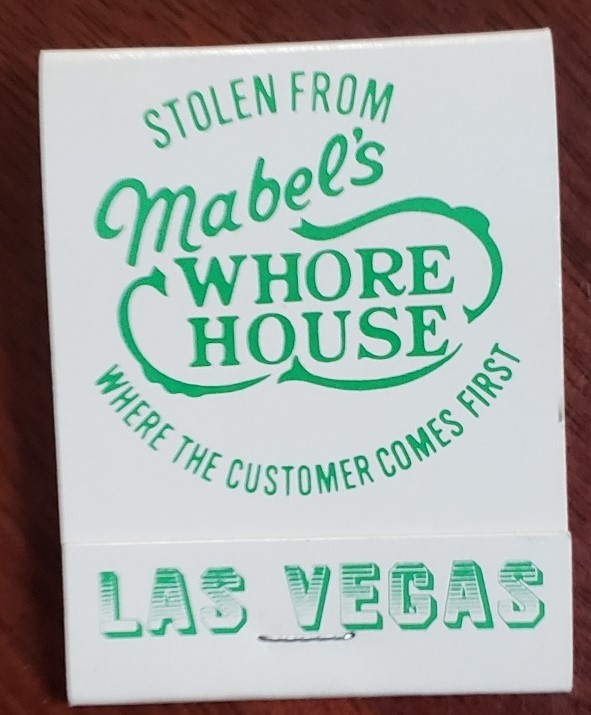 STOLEN FROM
Mabel's
WHORE
HOUSE
WHERE THE CUSTOMER COMES FIRST
LAS VEGAS